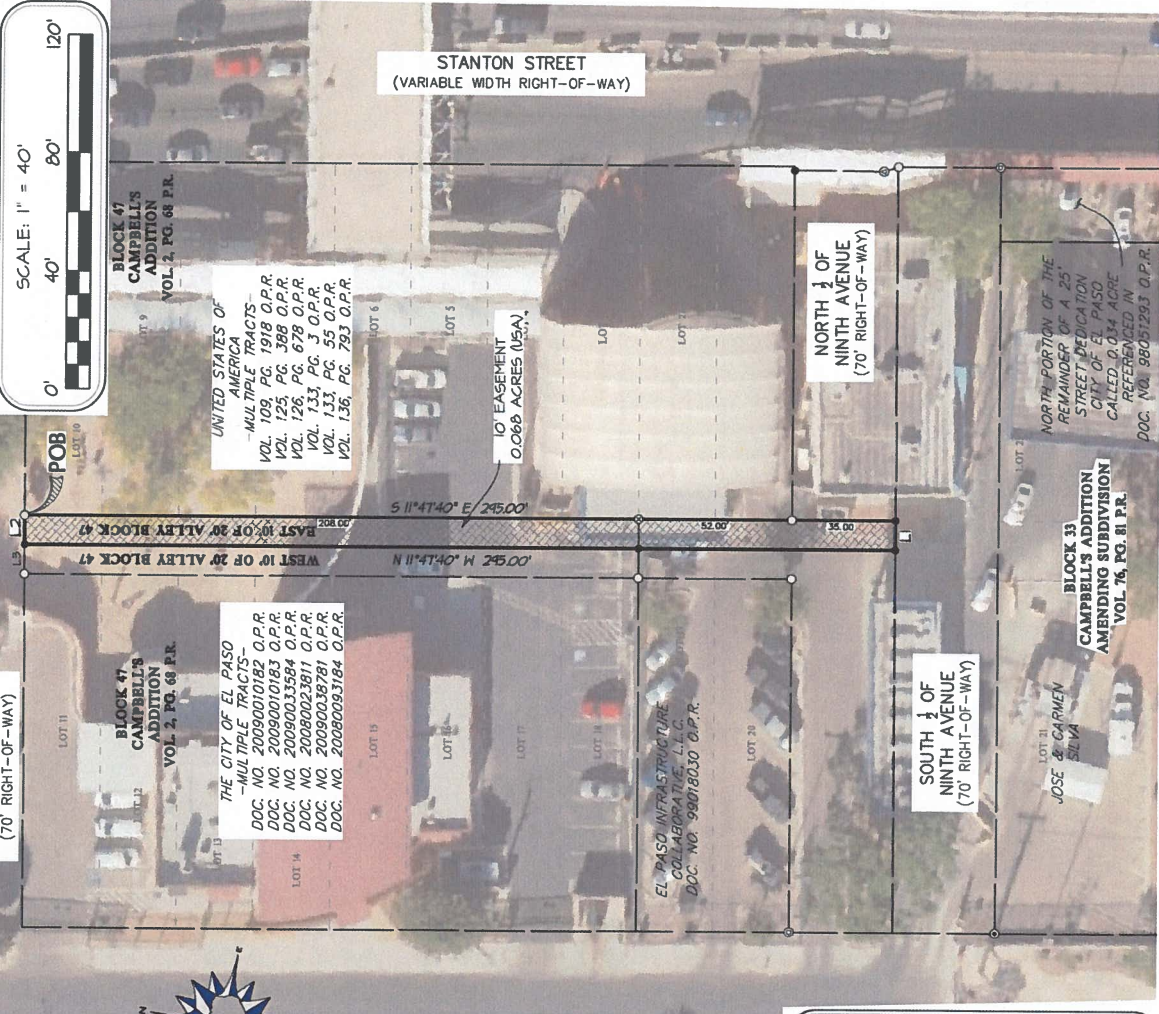 SCALE: 1" = 40'
0' 40' 80' 120'
STANTON STREET
(VARIABLE WIDTH RIGHT-OF-WAY)
BLOCK 47
CAMPBELL'S
ADDITION
VOL. 2, PG. 68 P.R.
LOT 9
UNITED STATES OF
AMERICA
-MULTIPLE TRACTS-
VOL. 109, PG. 1918 O.P.R.
VOL. 125, PG. 388 O.P.R.
VOL. 126, PG. 678 O.P.R.
VOL. 133, PG. 3 O.P.R.
VOL. 133, PG. 55 O.P.R.
VOL. 136, PG. 793 O.P.R.
LOT 6
LOT 5
10' EASEMENT
0.068 ACRES (USA)
LOT
NORTH ½ OF
NINTH AVENUE
(70' RIGHT-OF-WAY)
NORTH PORTION OF THE
REMAINDER OF A 25'
STREET DEDICATION
CITY OF EL PASO
CALLED 0.034 ACRE
REFERENCED IN
DOC. NO. 98051293 O.P.R.
POB
LOT 10
L2
L3
S 11°47'40" E 295.00'
208.00'
52.00'
35.00
L1
EAST 10' OF 20' ALLEY BLOCK 47
WEST 10' OF 20' ALLEY BLOCK 47
N 11°47'40" W 295.00'
LOT 2
(70' RIGHT-OF-WAY)
LOT 11
BLOCK 47
CAMPBELL'S
ADDITION
VOL. 2, PG. 68 P.R.
LOT 12
LOT 13
THE CITY OF EL PASO
-MULTIPLE TRACTS-
DOC. NO. 20090010182 O.P.R.
DOC. NO. 20090010183 O.P.R.
DOC. NO. 20080033584 O.P.R.
DOC. NO. 20080023811 O.P.R.
DOC. NO. 20090038781 O.P.R.
DOC. NO. 20080093184 O.P.R.
LOT 14
LOT 15
LOT 16
LOT 17
LOT 18
EL PASO INFRASTRUCTURE
COLLABORATIVE, L.L.C.
DOC. NO. 99018030 O.P.R.
LOT 20
SOUTH ½ OF
NINTH AVENUE
(70' RIGHT-OF-WAY)
LOT 21
JOSE & CARMEN
SILVA
BLOCK 33
CAMPBELL'S ADDITION
AMENDING SUBDIVISION
VOL. 76, PG. 81 P.R.
N
E